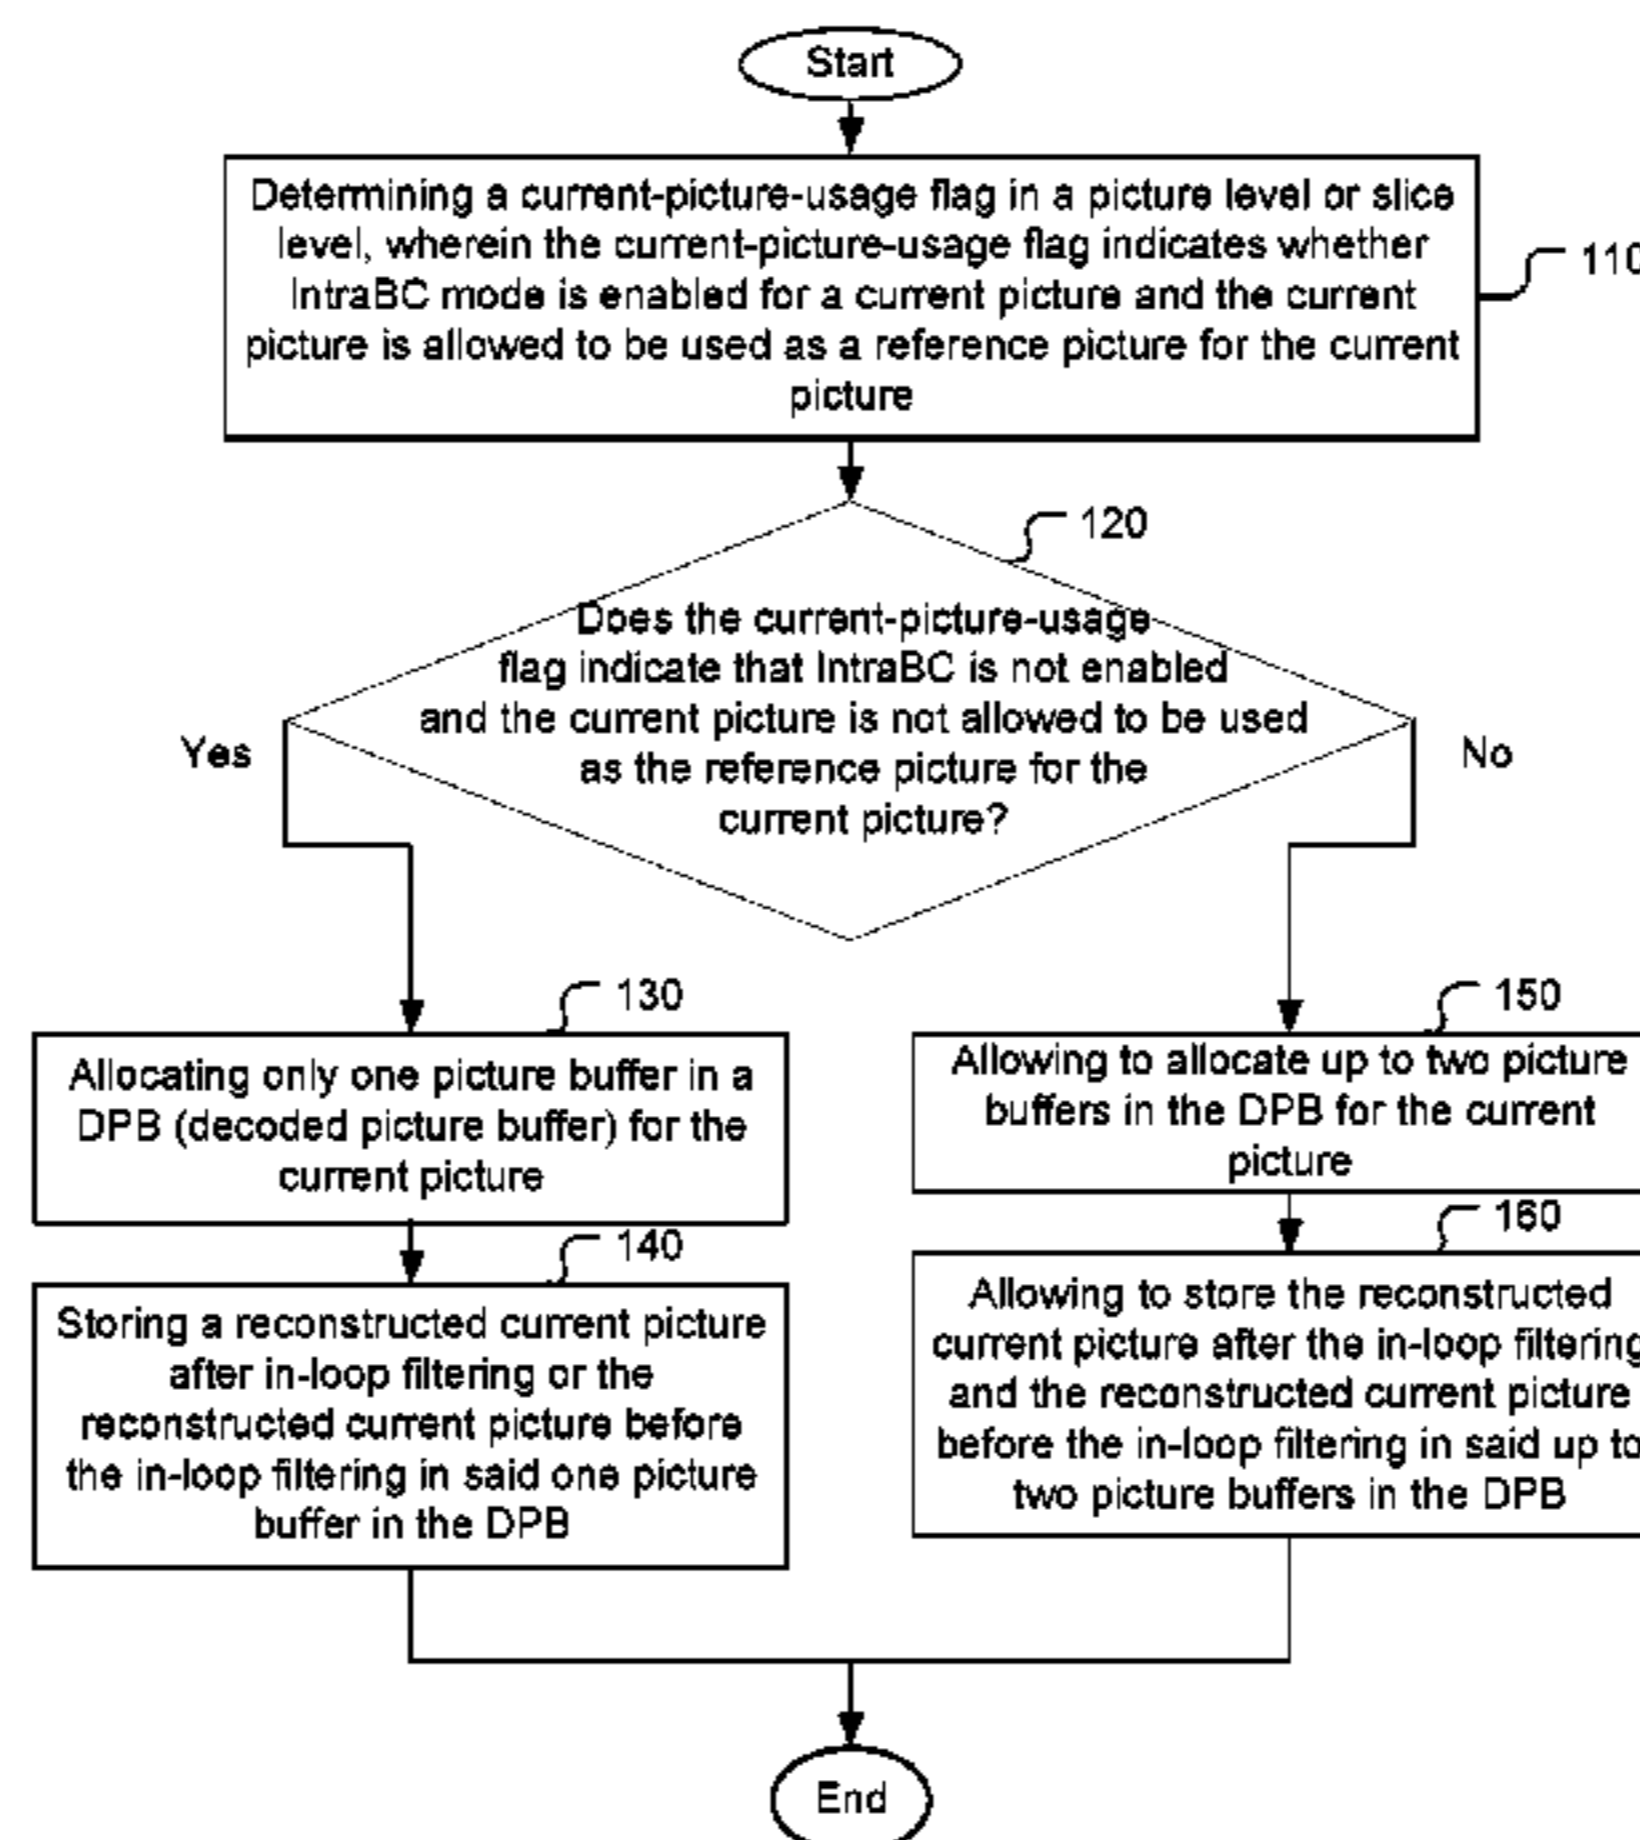 Start
Determining a current-picture-usage flag in a picture level or slice
level, wherein the current-picture-usage flag indicates whether
IntraBC mode is enabled for a current picture and the current
picture is allowed to be used as a reference picture for the current
picture
110
120
Does the current-picture-usage
flag indicate that IntraBC is not enabled
and the current picture is not allowed to be used
as the reference picture for the
current picture?
Yes
No
130
Allocating only one picture buffer in a
DPB (decoded picture buffer) for the
current picture
140
Storing a reconstructed current picture
after in-loop filtering or the
reconstructed current picture before
the in-loop filtering in said one picture
buffer in the DPB
150
Allowing to allocate up to two picture
buffers in the DPB for the current
picture
160
Allowing to store the reconstructed
current picture after the in-loop filtering
and the reconstructed current picture
before the in-loop filtering in said up to
two picture buffers in the DPB
End